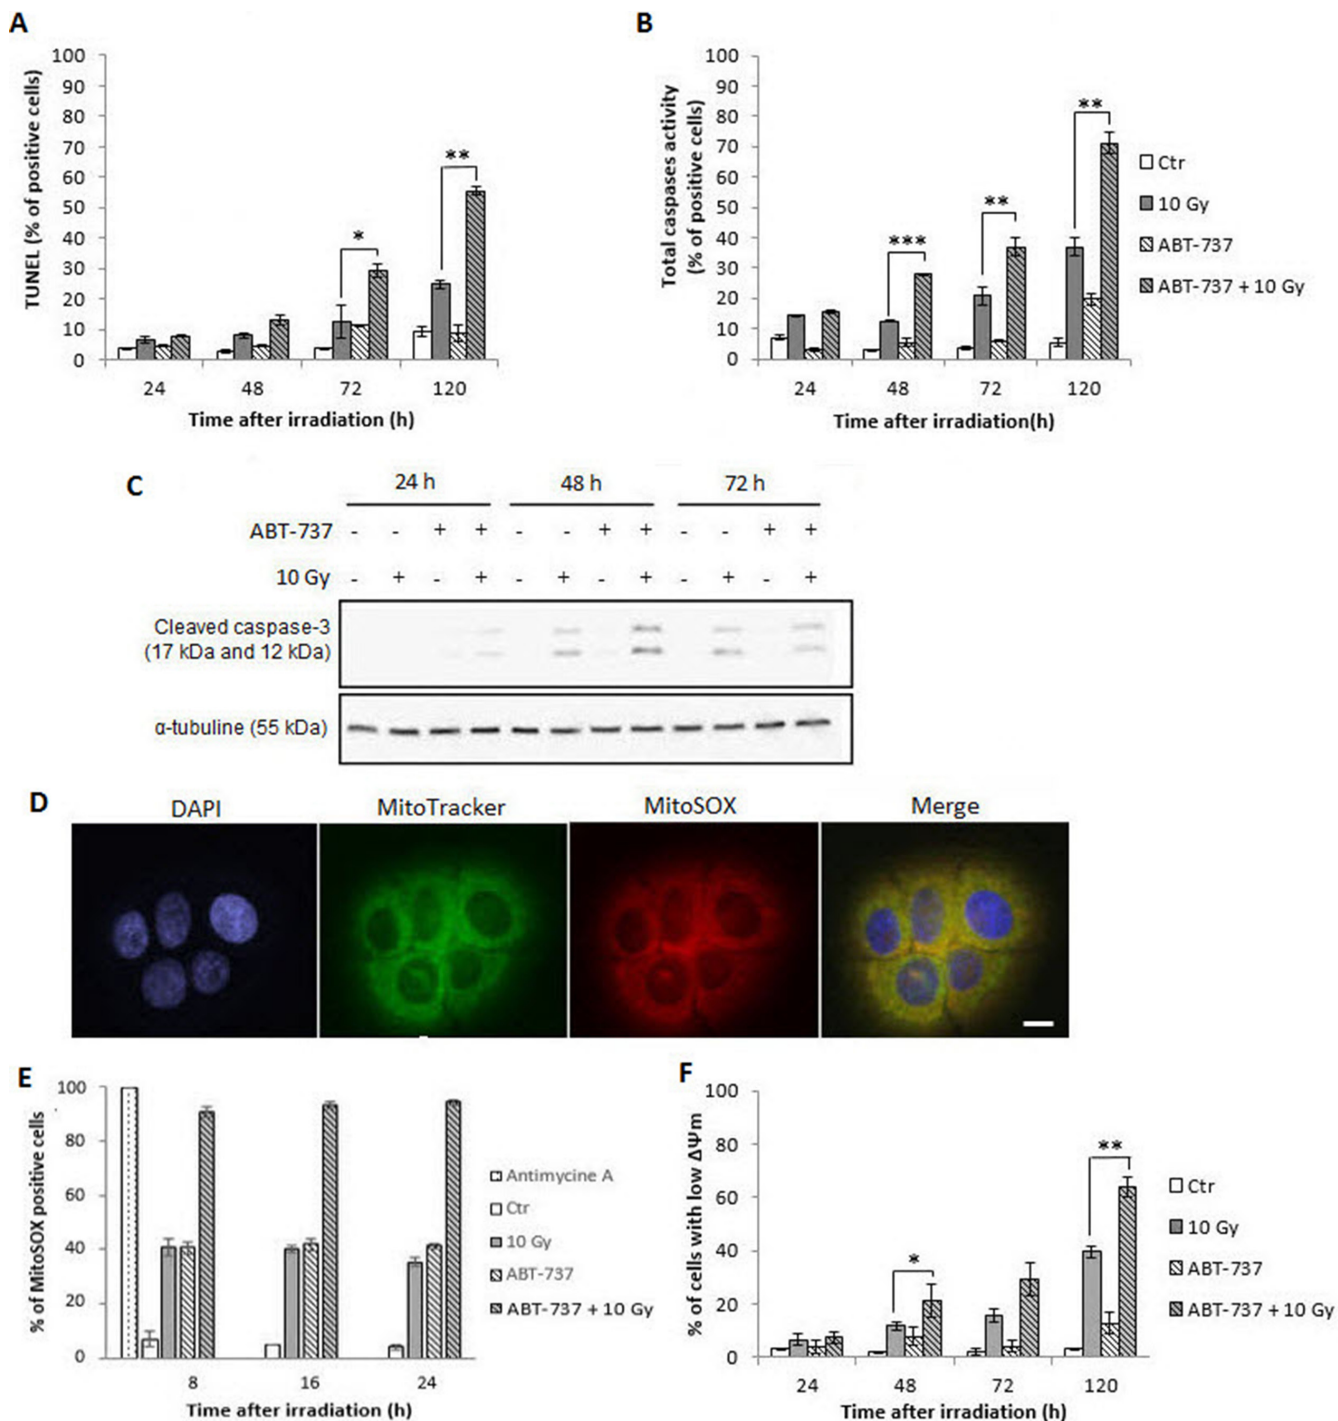 A
TUNEL (% of positive cells)
100
90
80
70
60
50
40
30
20
10
0
*
**
24 48 72 120
Time after irradiation (h)
B
Total caspases activity
(% of positive cells)
100
90
80
70
60
50
40
30
20
10
0
***
**
**
24 48 72 120
Time after irradiation(h)
Ctr
10 Gy
ABT-737
ABT-737 + 10 Gy
C
24 h 48 h 72 h
ABT-737 - - + + - - + + - - + +
10 Gy - + - + - + - + - + - +
Cleaved caspase-3
(17 kDa and 12 kDa)
α-tubuline (55 kDa)
D
DAPI MitoTracker MitoSOX Merge
E
% of MitoSOX positive cells
100
80
60
40
20
0
8 16 24
Time after irradiation (h)
Antimycine A
Ctr
10 Gy
ABT-737
ABT-737 + 10 Gy
F
% of cells with low ΔΨm
100
80
60
40
20
0
*
**
24 48 72 120
Time after irradiation (h)
Ctr
10 Gy
ABT-737
ABT-737 + 10 Gy